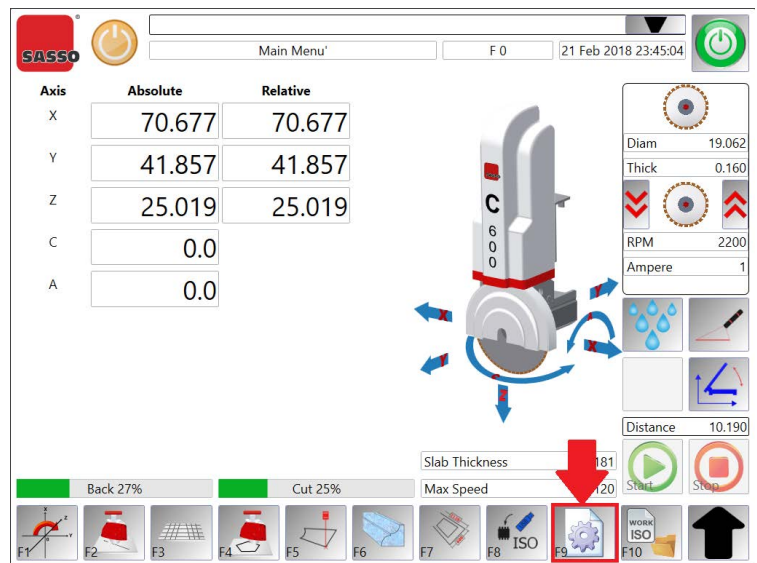 SASSO
Main Menu'
F 0
21 Feb 2018 23:45:04
Axis Absolute Relative
X 70.677 70.677
Y 41.857 41.857
Z 25.019 25.019
C 0.0
A 0.0
C
6
0
0
X
Y
Y
X
C
Z
Diam 19.062
Thick 0.160
RPM 2200
Ampere 1
Distance 10.190
Slab Thickness 181
Max Speed 120
Start
Stop
Back 27%
Cut 25%
F1
F2
F3
F4
F5
F6
F7
F8 ISO
F9
F10 WORK ISO